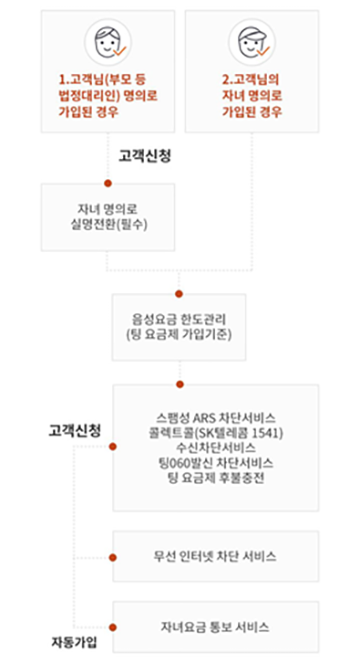 1.고객님(부모 등
법정대리인) 명의로
가입된 경우
2.고객님의
자녀 명의로
가입된 경우
고객신청
자녀 명의로
실명전환(필수)
음성요금 한도관리
(팅 요금제 가입기준)
고객신청
스팸성 ARS 차단서비스
콜렉트콜(SK텔레콤 1541)
수신차단서비스
팅060발신 차단서비스
팅 요금제 후불충전
무선 인터넷 차단 서비스
자동가입
자녀요금 통보 서비스